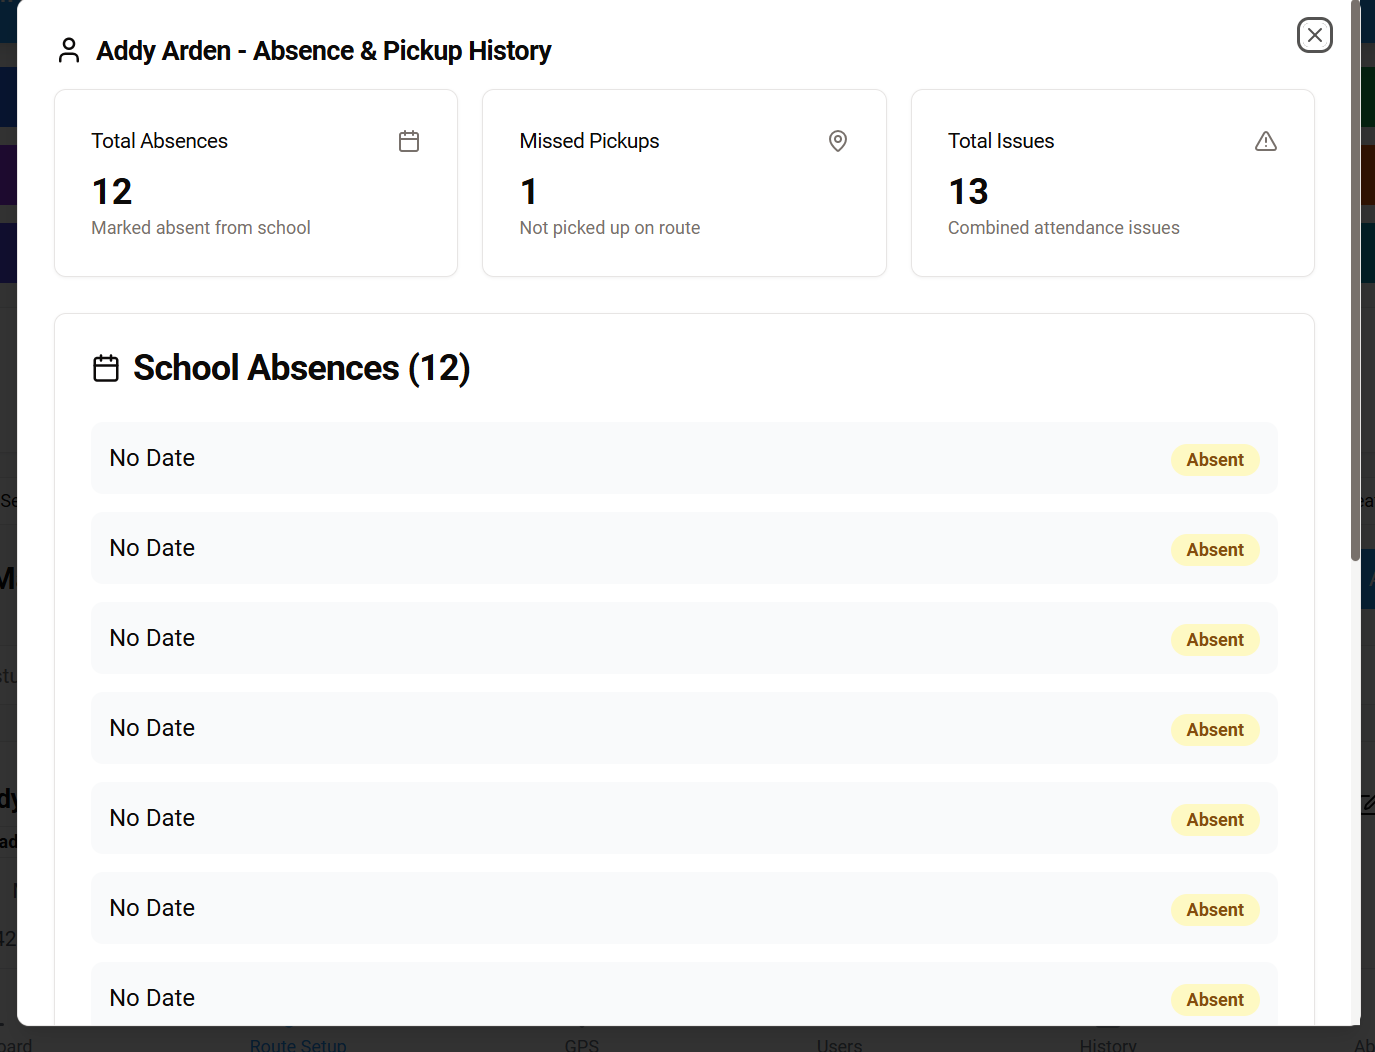 Addy Arden - Absence & Pickup History
Total Absences
12
Marked absent from school
Missed Pickups
1
Not picked up on route
Total Issues
13
Combined attendance issues
School Absences (12)
No Date Absent
No Date Absent
No Date Absent
No Date Absent
No Date Absent
No Date Absent
No Date Absent
Route Setup
GPS
Users
History